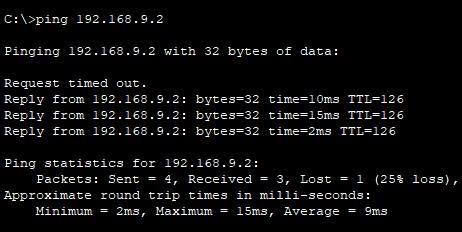 C:\>ping 192.168.9.2
Pinging 192.168.9.2 with 32 bytes of data:
Request timed out.
Reply from 192.168.9.2: bytes=32 time=10ms TTL=126
Reply from 192.168.9.2: bytes=32 time=15ms TTL=126
Reply from 192.168.9.2: bytes=32 time=2ms TTL=126
Ping statistics for 192.168.9.2:
Packets: Sent = 4, Received = 3, Lost = 1 (25% loss),
Approximate round trip times in milli-seconds:
Minimum = 2ms, Maximum = 15ms, Average = 9ms